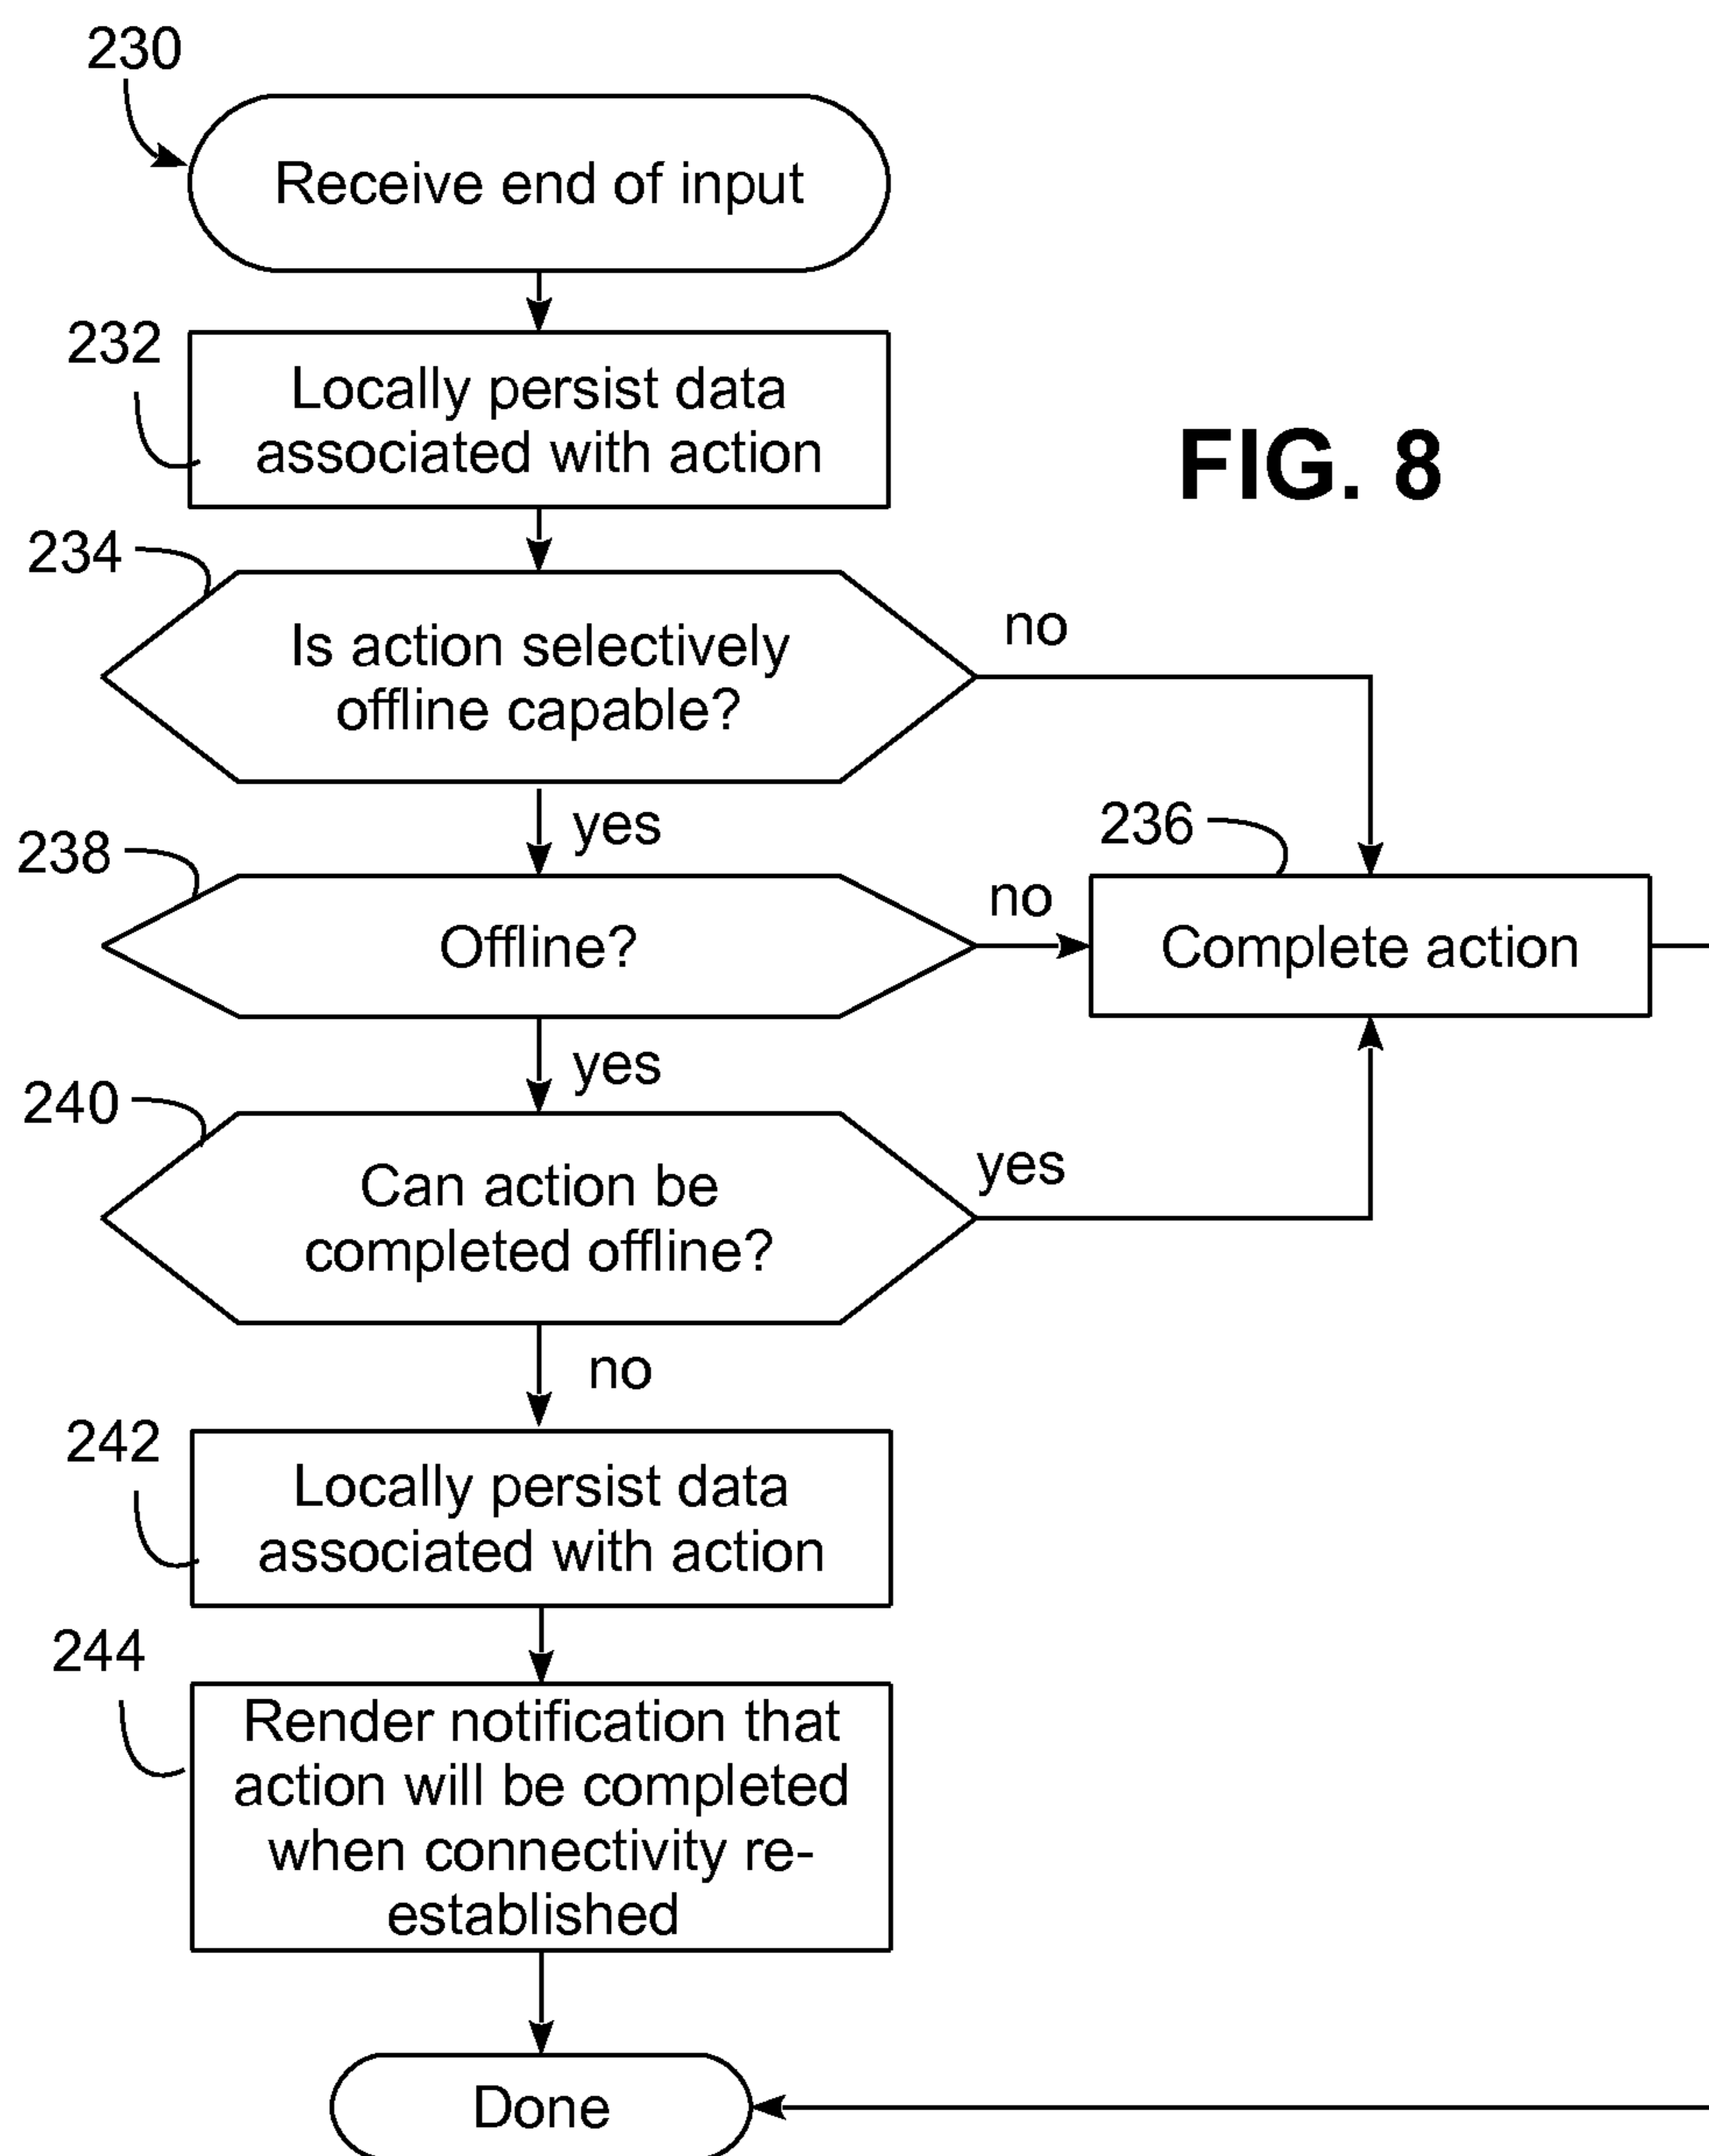 230
Receive end of input
232
Locally persist data
associated with action
FIG. 8
234
Is action selectively
offline capable?
no
yes
238
Offline?
no
236
Complete action
yes
240
Can action be
completed offline?
yes
no
242
Locally persist data
associated with action
244
Render notification that
action will be completed
when connectivity re-
established
Done